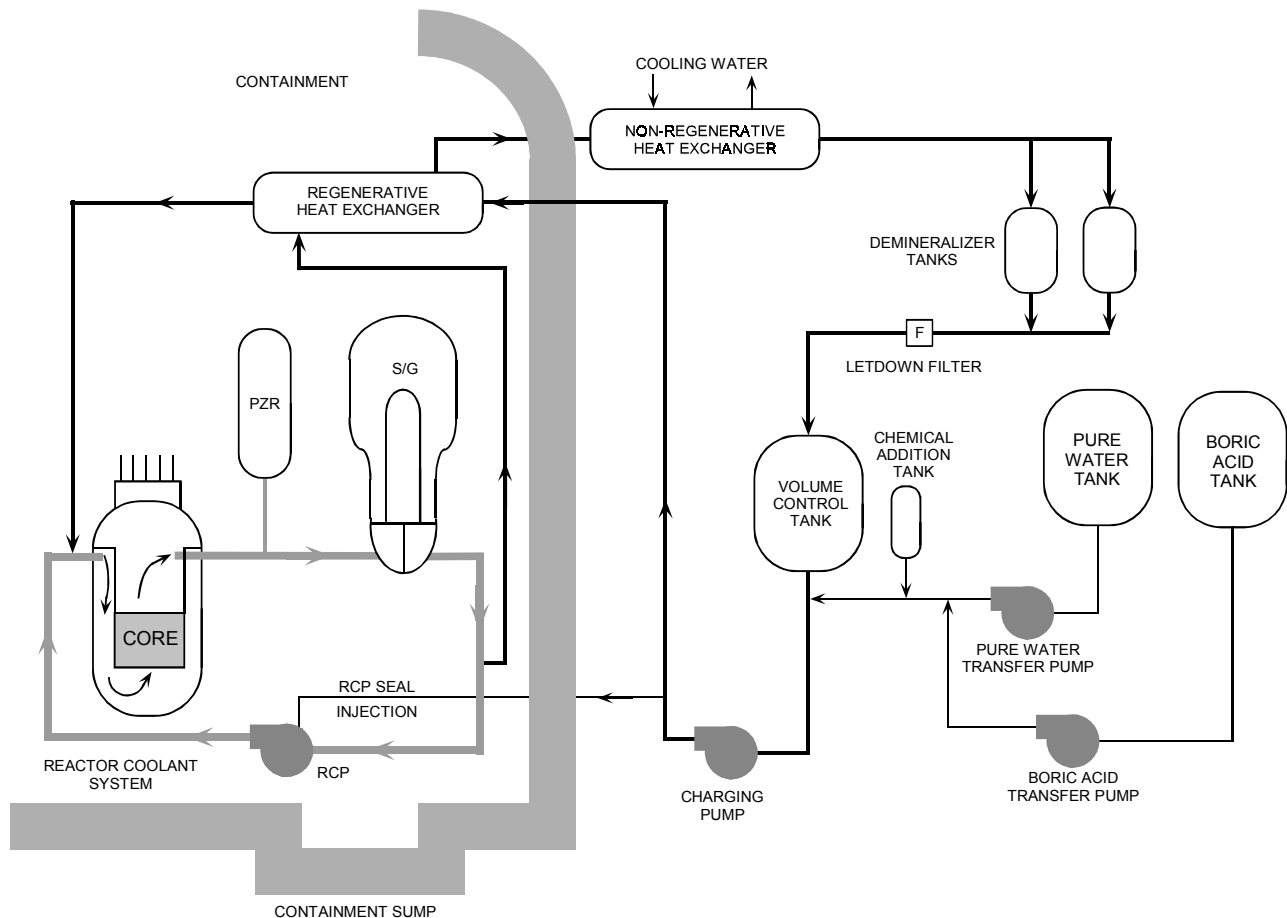 COOLING WATER
CONTAINMENT
NON-REGENERATIVE
HEAT EXCHANGER
REGENERATIVE
HEAT EXCHANGER
DEMINERALIZER
TANKS
F
LETDOWN FILTER
S/G
PZR
CHEMICAL
ADDITION
TANK
PURE
WATER
TANK
BORIC
ACID
TANK
VOLUME
CONTROL
TANK
CORE
PURE WATER
TRANSFER PUMP
RCP SEAL
INJECTION
REACTOR COOLANT
SYSTEM
RCP
CHARGING
PUMP
BORIC ACID
TRANSFER PUMP
CONTAINMENT SUMP